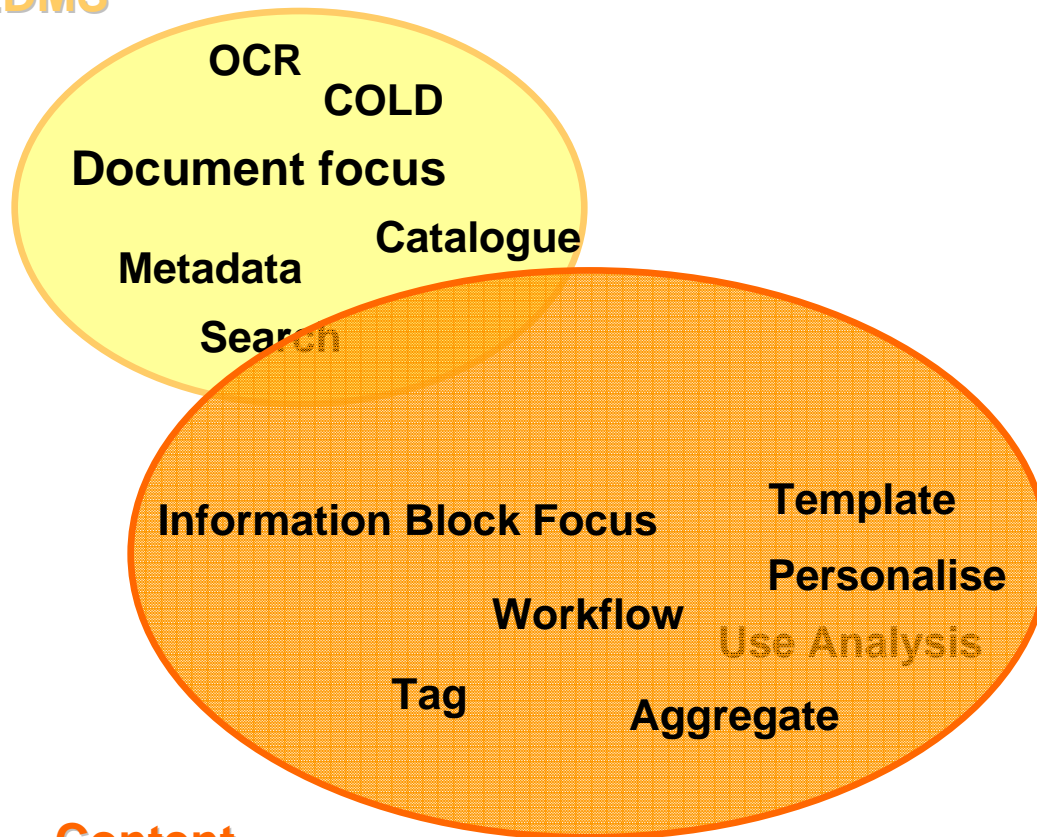 DMS
OCR
COLD
Document focus
Catalogue
Metadata
Search
Template
Information Block Focus
Personalise
Workflow
Use Analysis
Tag
Aggregate
Content